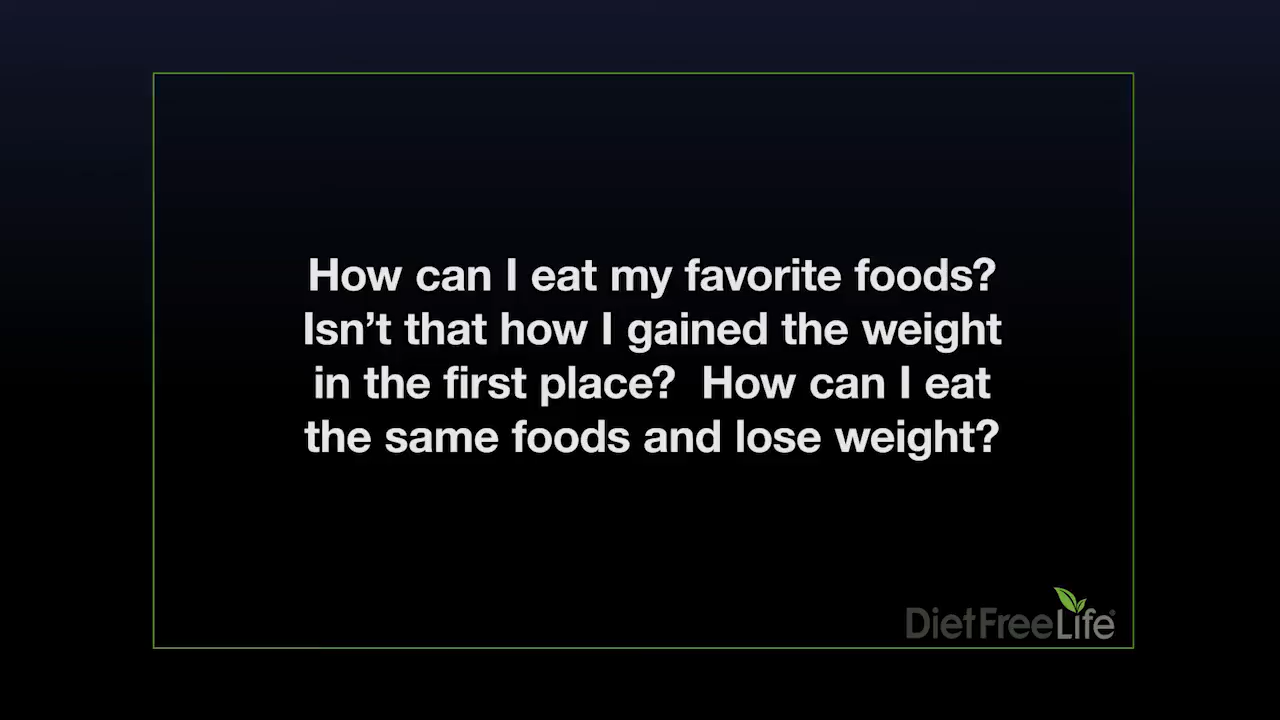 How can I eat my favorite foods?
Isn’t that how I gained the weight
in the first place?  How can I eat
the same foods and lose weight?
DietFreeLife®